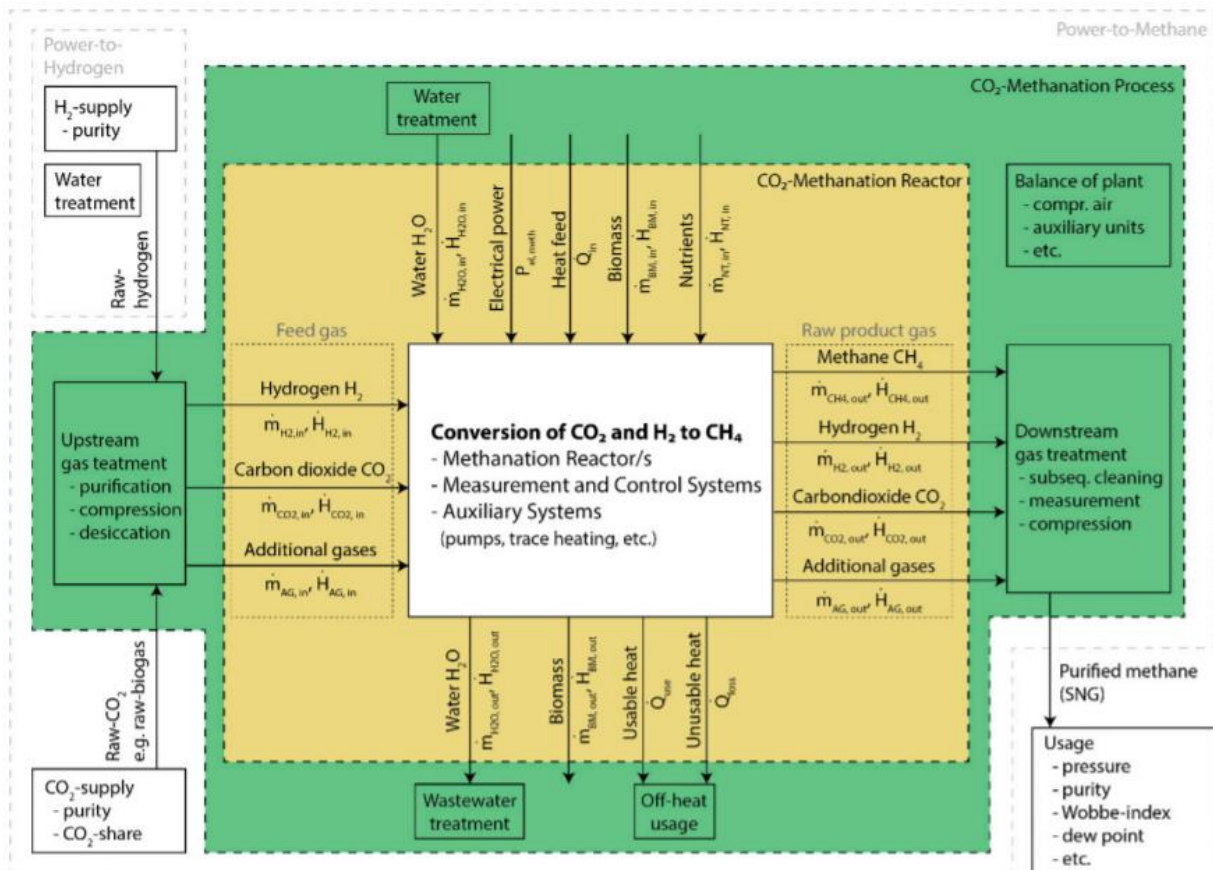 Power-to-Methane
Power-to-
Hydrogen
H₂-supply
- purity
Water
treatment
Raw-
hydrogen
CO₂-Methanation Process
Water
treatment
CO₂-Methanation Reactor
Balance of plant
- compr. air
- auxiliary units
- etc.
Water H₂O
ṁH2O, in, ḢH2O, in
Electrical power
Pel, meth
Heat feed
Q̇in
Biomass
ṁBM, in, ḢBM, in
Nutrients
ṁNT, in, ḢNT, in
Feed gas
Raw product gas
Upstream
gas teatment
- purification
- compression
- desiccation
Hydrogen H₂
ṁH2,in, ḢH2, in
Carbon dioxide CO₂
ṁCO2, in, ḢCO2, in
Additional gases
ṁAG, in, ḢAG, in
Conversion of CO₂ and H₂ to CH₄
- Methanation Reactor/s
- Measurement and Control Systems
- Auxiliary Systems
(pumps, trace heating, etc.)
Methane CH₄
ṁCH4, out, ḢCH4, out
Hydrogen H₂
ṁH2, out, ḢH2, out
Carbondioxide CO₂
ṁCO2, out, ḢCO2, out
Additional gases
ṁAG, out, ḢAG, out
Downstream
gas treatment
- subseq. cleaning
- measurement
- compression
Raw-CO₂
e.g. raw-biogas
CO₂-supply
- purity
- CO₂-share
Water H₂O
ṁH2O, out, ḢH2O, out
Biomass
ṁBM, out, ḢBM, out
Usable heat
Q̇use
Unusable heat
Q̇loss
Wastewater
treatment
Off-heat
usage
Purified methane
(SNG)
Usage
- pressure
- purity
- Wobbe-index
- dew point
- etc.